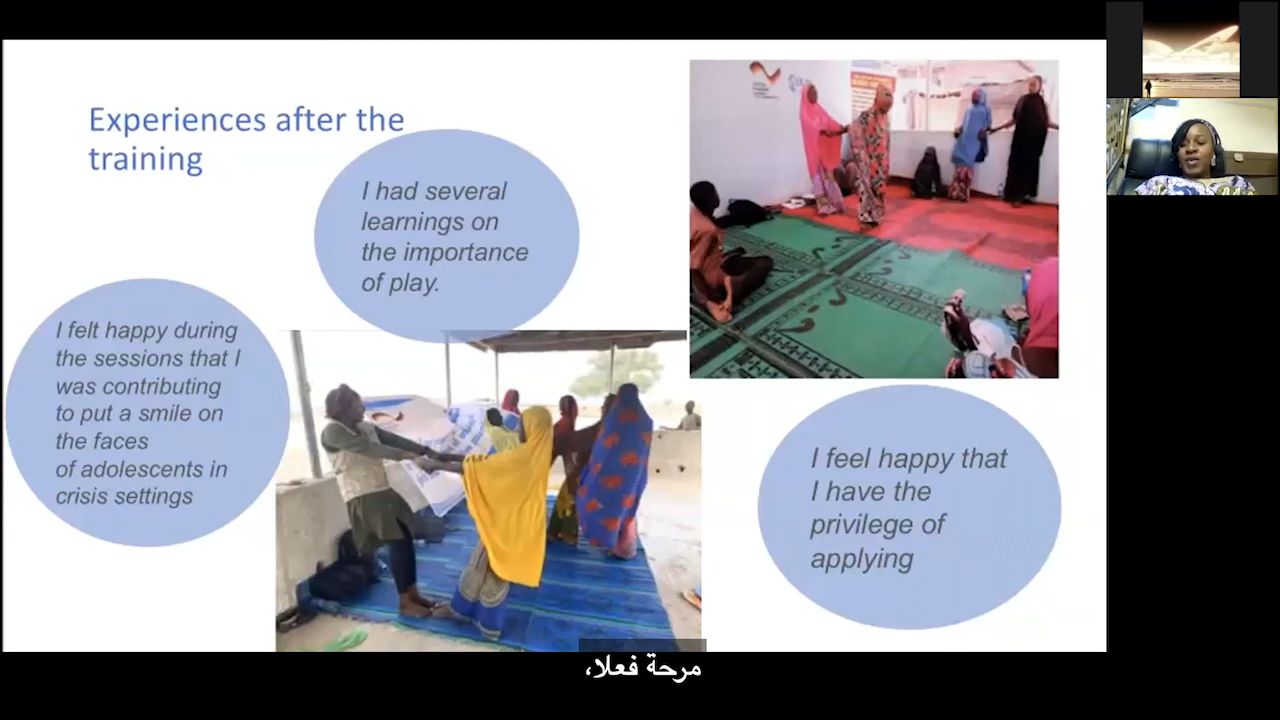 Experiences after the
training
I had several
learnings on
the importance
of play.
I felt happy during
the sessions that I
was contributing
to put a smile on
the faces
of adolescents in
crisis settings
I feel happy that
I have the
privilege of
applying
مرحة فعلا،